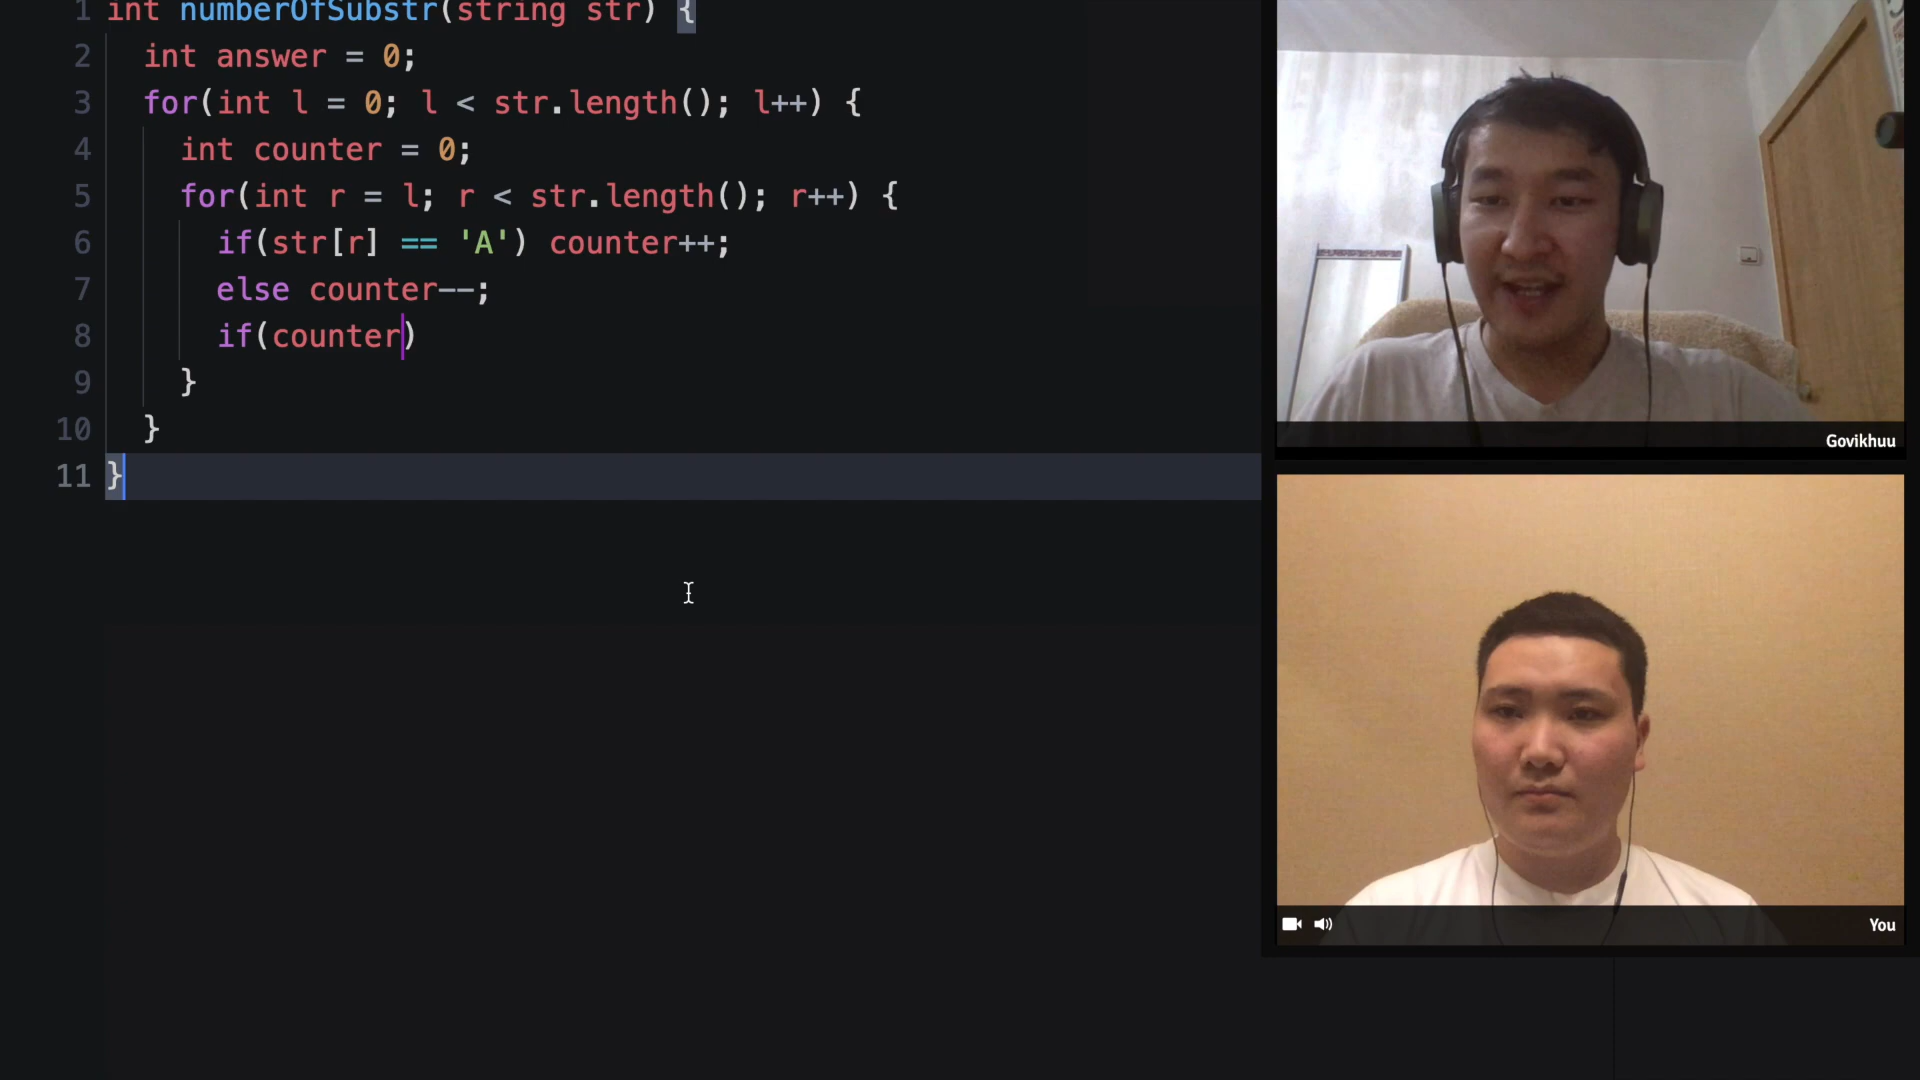 1 int numberOfSubstr(string str) {
2 int answer = 0;
3 for(int l = 0; l < str.length(); l++) {
4 int counter = 0;
5 for(int r = l; r < str.length(); r++) {
6 if(str[r] == 'A') counter++;
7 else counter--;
8 if(counter)
9 }
10 }
11 }
Govikhuu
You